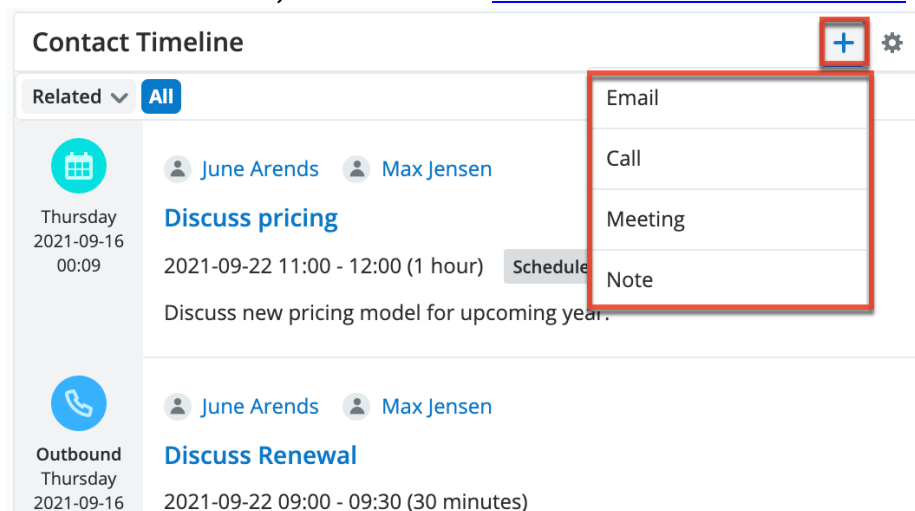 Contact Timeline
Related All
Email
Call
Meeting
Note
Thursday
2021-09-16
00:09
June Arends Max Jensen
Discuss pricing
2021-09-22 11:00 - 12:00 (1 hour)
Discuss new pricing model for upcoming year.
Outbound
Thursday
2021-09-16
June Arends Max Jensen
Discuss Renewal
2021-09-22 09:00 - 09:30 (30 minutes)